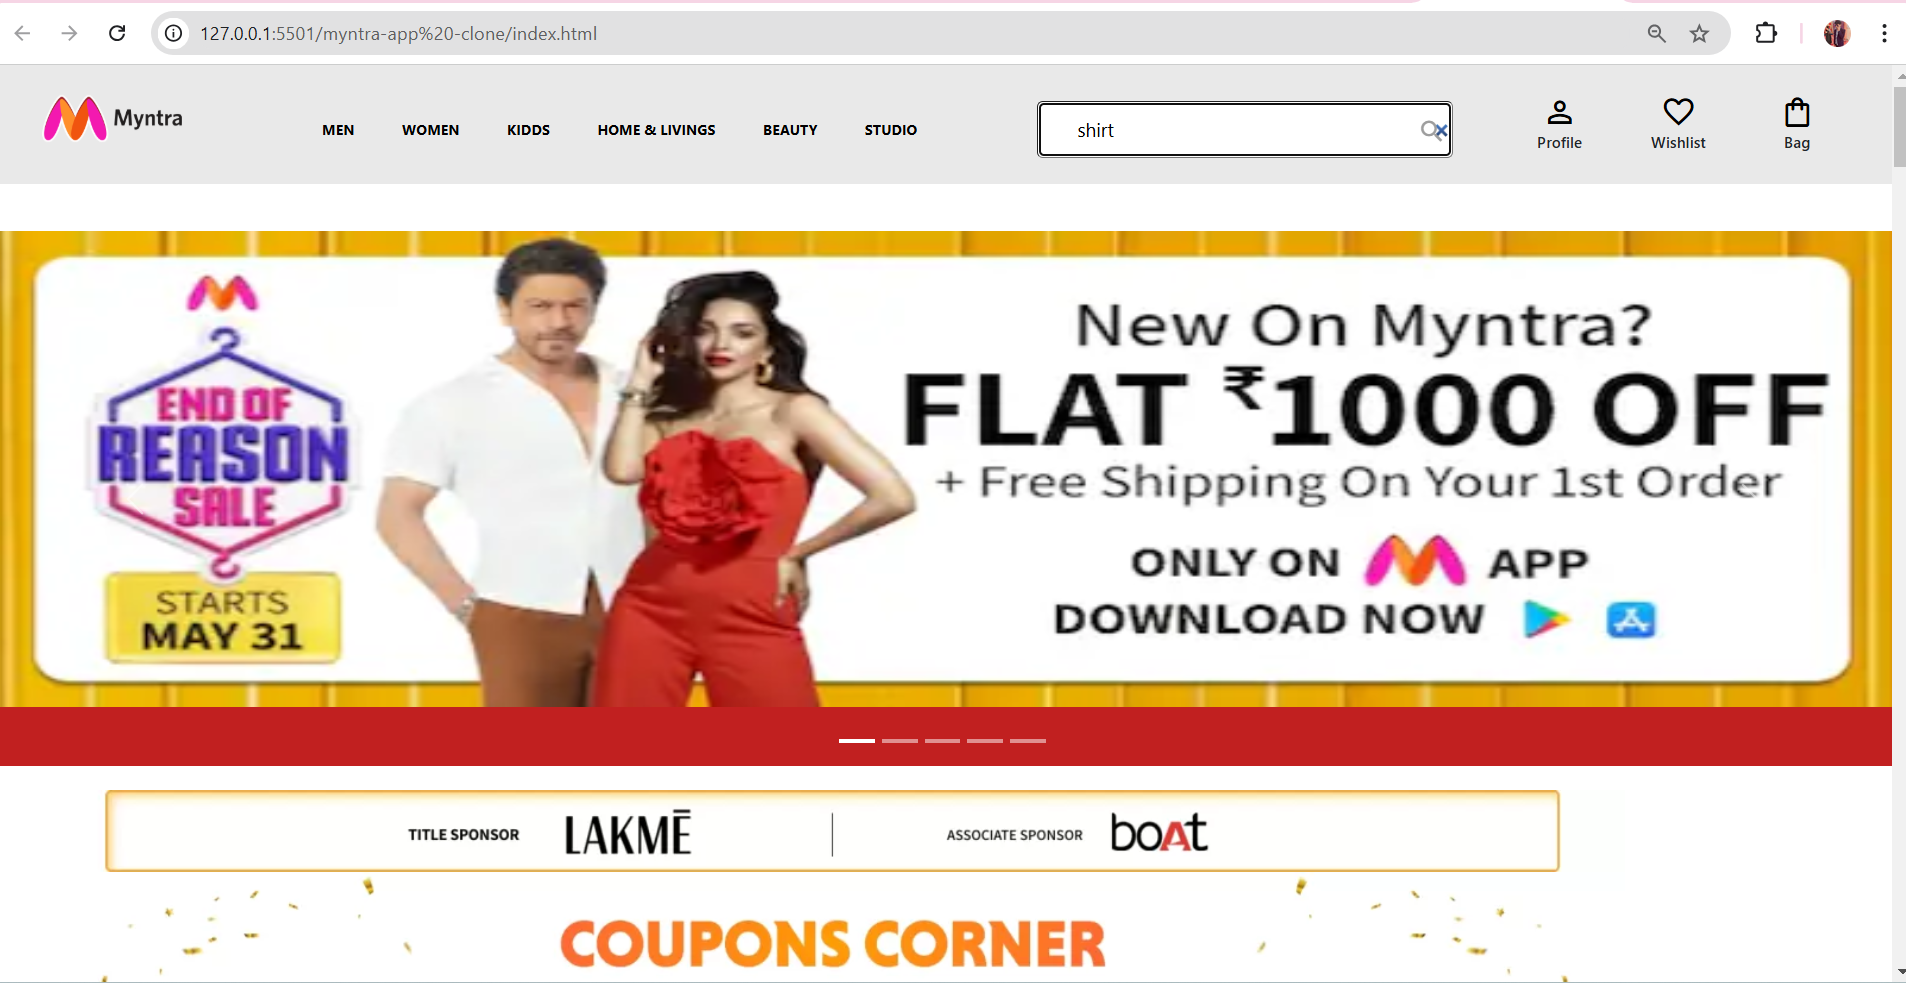 127.0.0.1:5501/myntra-app%20-clone/index.html
Myntra
MEN WOMEN KIDDS HOME & LIVINGS BEAUTY STUDIO
shirt
Profile Wishlist Bag
END OF
REASON
SALE
STARTS
MAY 31
New On Myntra?
FLAT ₹1000 OFF
+ Free Shipping On Your 1st Order
ONLY ON APP
DOWNLOAD NOW
TITLE SPONSOR LAKMĒ ASSOCIATE SPONSOR boAt
COUPONS CORNER